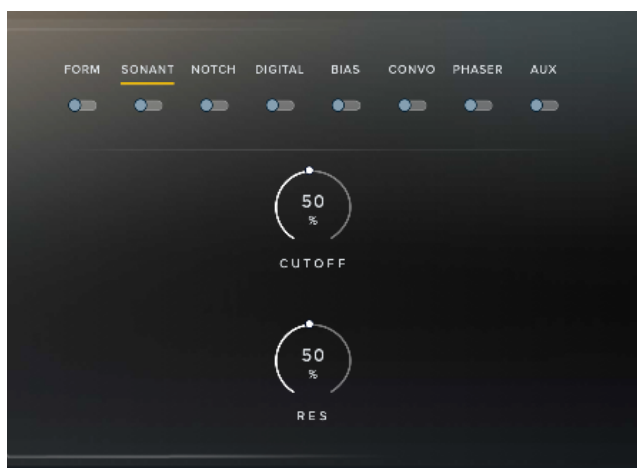 FORM SONANT NOTCH DIGITAL BIAS CONVO PHASER AUX
50
%
CUTOFF
50
%
RES